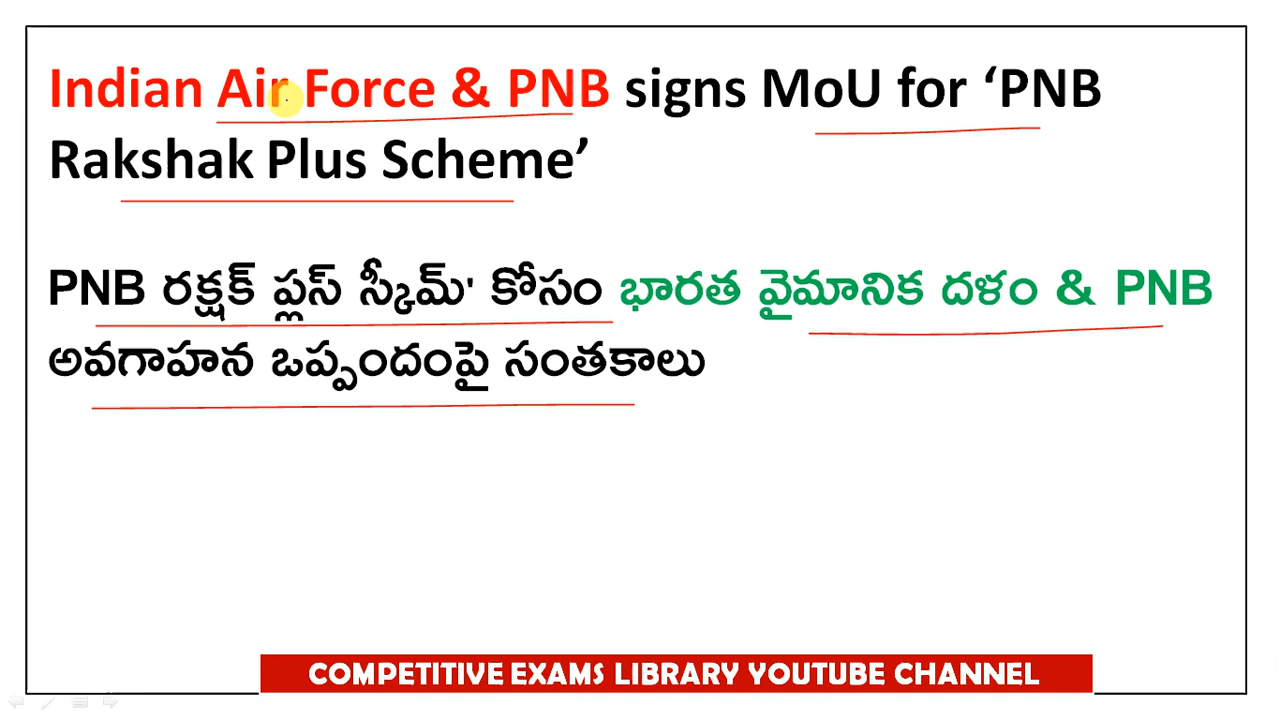 Indian Air Force & PNB signs MoU for ‘PNB
Rakshak Plus Scheme’
PNB రక్షక్ ప్లస్ స్కీమ్' కోసం భారత వైమానిక దళం & PNB
అవగాహన ఒప్పందంపై సంతకాలు
COMPETITIVE EXAMS LIBRARY YOUTUBE CHANNEL